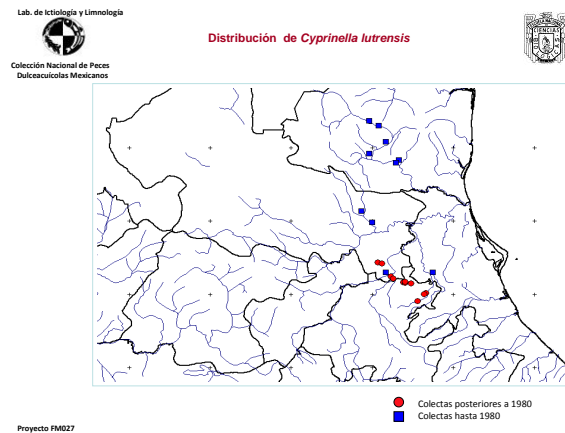 Lab. de Ictiología y Limnología
Colección Nacional de Peces
Dulceacuícolas Mexicanos
Distribución de Cyprinella lutrensis
CIENCIAS
Colectas posteriores a 1980
Colectas hasta 1980
Proyecto FM027